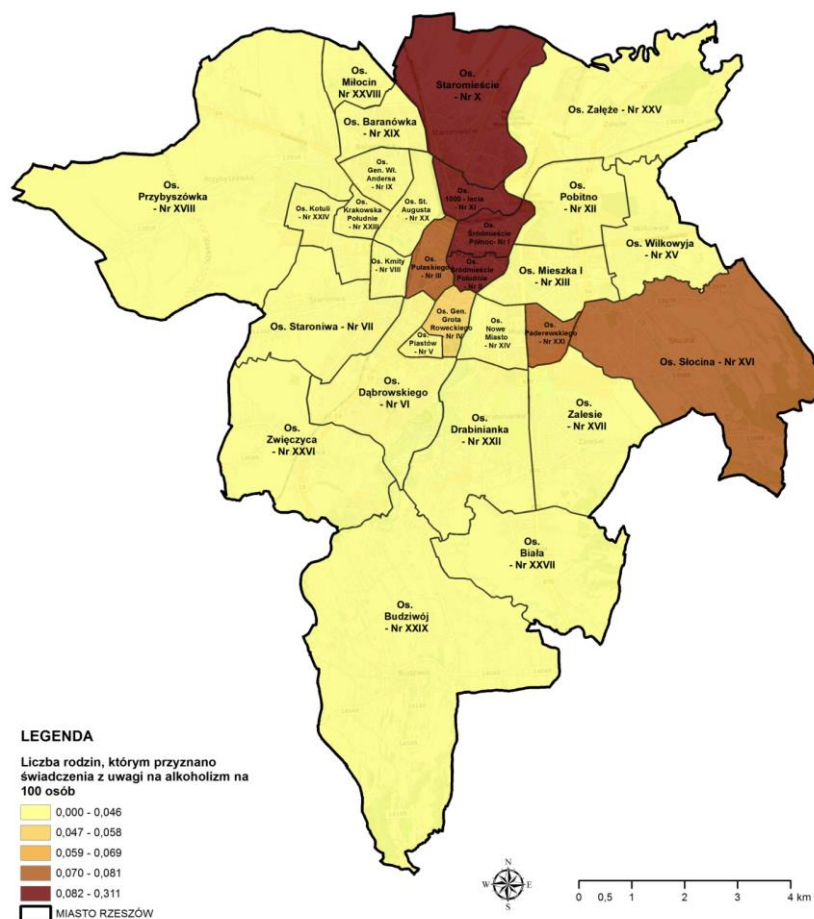 Os.
Miłocin
Nr XXVIII
Os.
Staromieście
- Nr X
Os. Załęże - Nr XXV
Os. Baranówka
- Nr XIX
Os.
Gen. Wł.
Andersa
- Nr IX
Os.
Przybyszówka
- Nr XVIII
Os. Kotuli
- Nr XXIV
Os.
Krakowska
Południe
- Nr XXIII
Os. St.
Augusta
- Nr XX
Os.
1000 - lecia
- Nr XI
Os.
Pobitno
- Nr XII
Os.
Śródmieście
Północ- Nr I
Os. Wilkowyja
- Nr XV
Os. Kmity
- Nr VIII
Os.
Pułaskiego
- Nr III
Os.
Śródmieście
Południe
- Nr II
Os. Mieszka I
- Nr XIII
Os. Staroniwa - Nr VII
Os. Gen.
Grota
Roweckiego
- Nr IV
Os.
Piastów
- Nr V
Os.
Nowe
Miasto
- Nr XIV
Os.
Paderewskiego
- Nr XXI
Os. Słocina - Nr XVI
Os.
Dąbrowskiego
- Nr VI
Os.
Zwięczyca
- Nr XXVI
Os.
Drabinianka
- Nr XXII
Os.
Zalesie
- Nr XVII
Os.
Biała
- Nr XXVII
Os.
Budziwój
- Nr XXIX
LEGENDA
Liczba rodzin, którym przyznano
świadczenia z uwagi na alkoholizm na
100 osób
0,000 - 0,046
0,047 - 0,058
0,059 - 0,069
0,070 - 0,081
0,082 - 0,311
MIASTO RZESZÓW
N
W E
S
0 0,5 1 2 3 4 km